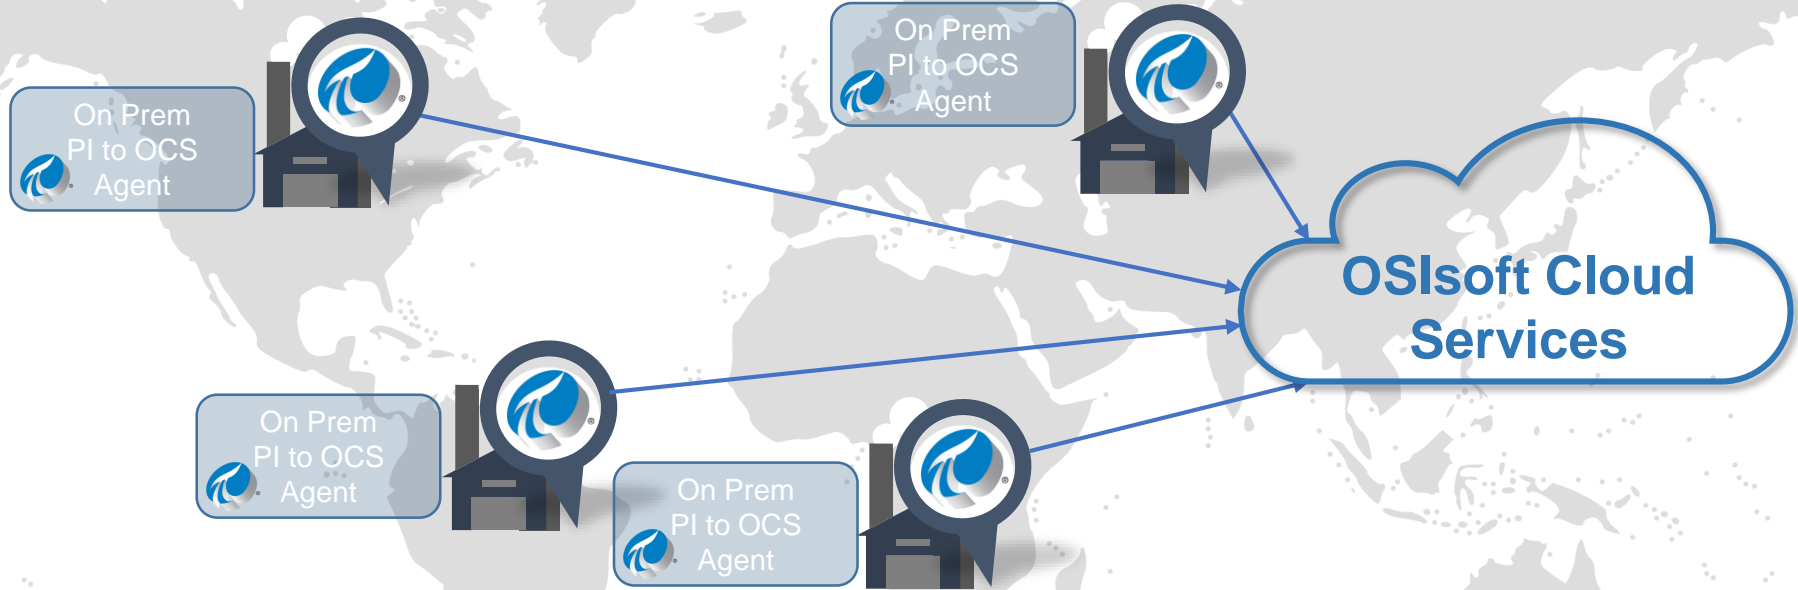 On Prem
PI to OCS
Agent
On Prem
PI to OCS
Agent
OSIsoft Cloud
Services
On Prem
PI to OCS
Agent
On Prem
PI to OCS
Agent